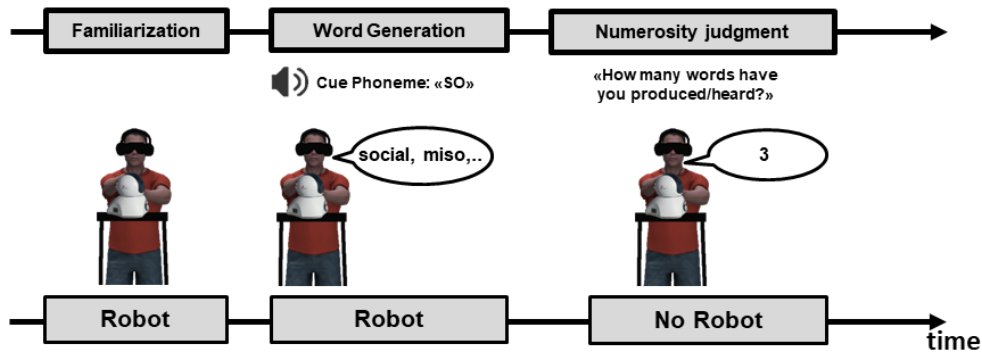 Familiarization
Word Generation
Numerosity judgment
Cue Phoneme: «SO»
«How many words have
you produced/heard?»
social, miso,..
3
Robot
Robot
No Robot
time